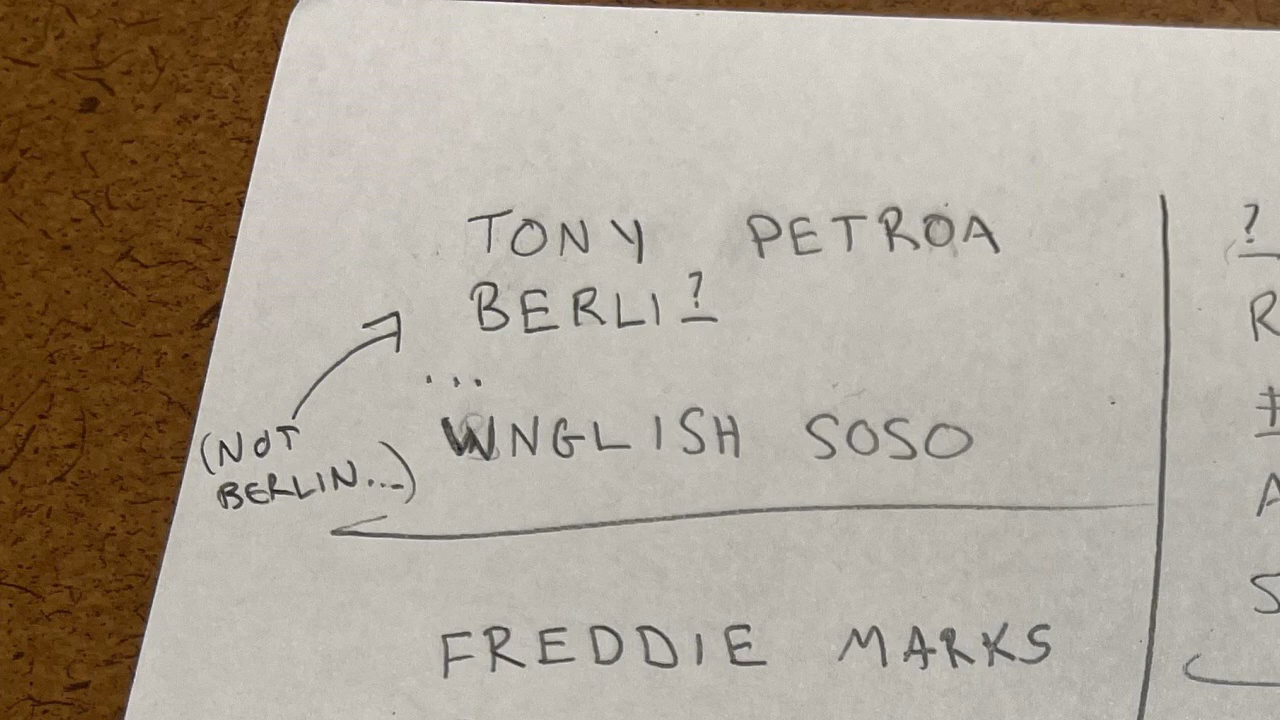 TONY PETROA
BERLI?
...
WNGLISH SOSO
(NOT
BERLIN...)
FREDDIE MARKS
?
R
A
S